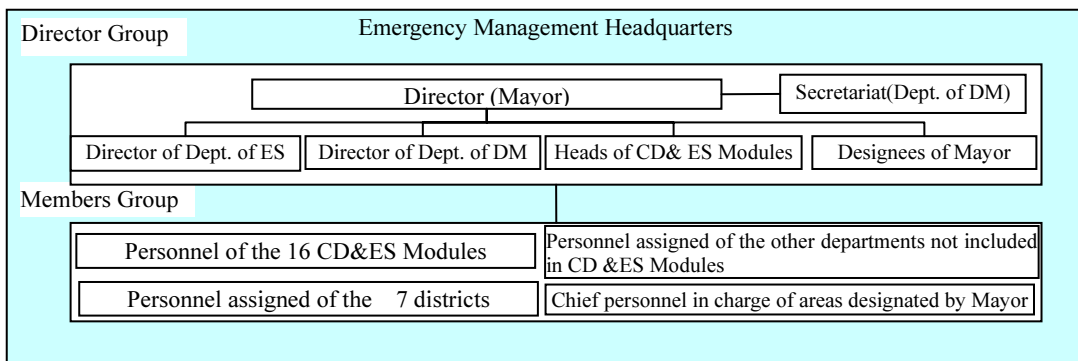 Emergency Management Headquarters
Director Group
Director (Mayor)
Secretariat(Dept. of DM)
Director of Dept. of ES
Director of Dept. of DM
Heads of CD& ES Modules
Designees of Mayor
Members Group
Personnel of the 16 CD&ES Modules
Personnel assigned of the other departments not included
in CD &ES Modules
Personnel assigned of the 7 districts
Chief personnel in charge of areas designated by Mayor